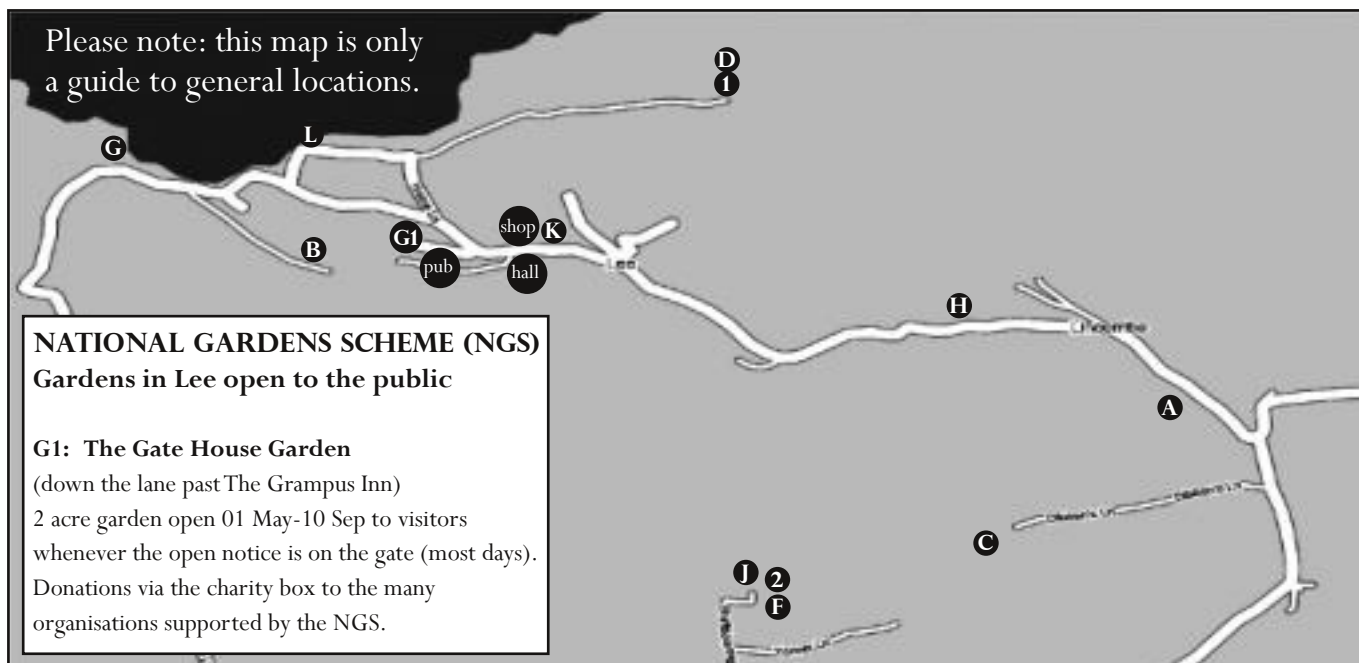 Please note: this map is only
a guide to general locations.
D
1
L
G
shop
K
G1
B
pub
hall
Lee
H
A
C
J
2
F
NATIONAL GARDENS SCHEME (NGS)
Gardens in Lee open to the public
G1: The Gate House Garden
(down the lane past The Grampus Inn)
2 acre garden open 01 May-10 Sep to visitors
whenever the open notice is on the gate (most days).
Donations via the charity box to the many
organisations supported by the NGS.